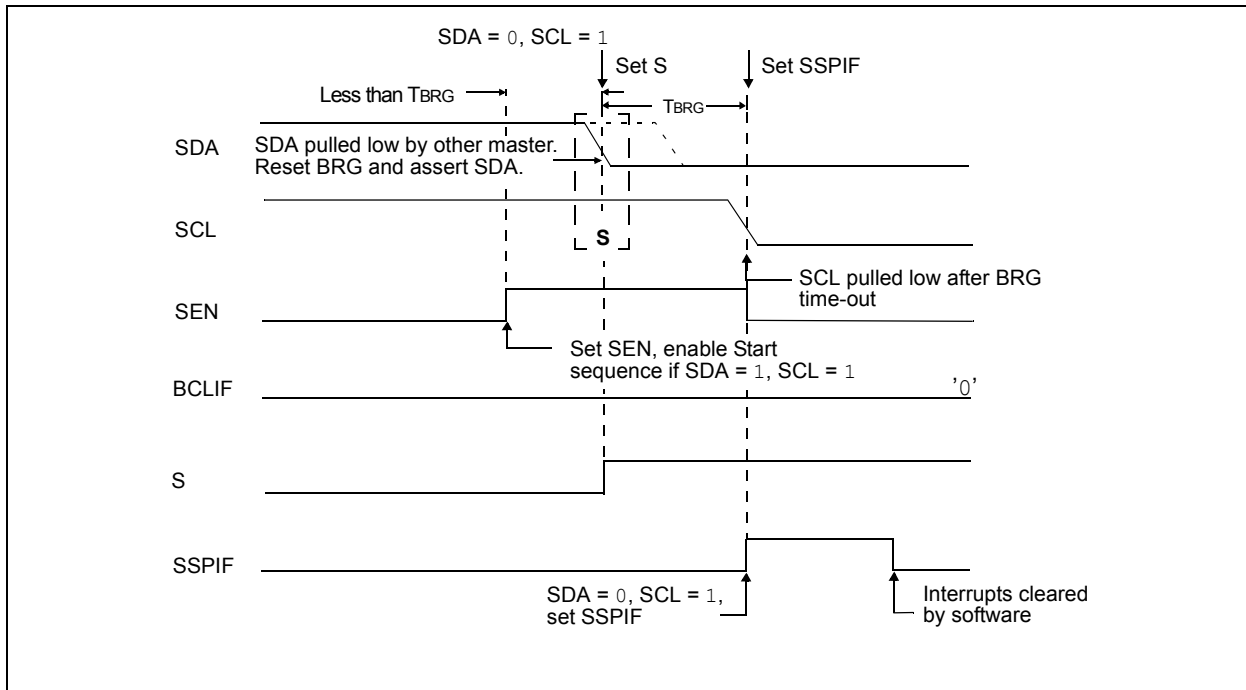 SDA = 0, SCL = 1
Set S
Set SSPIF
Less than TBRG
TBRG
SDA
SDA pulled low by other master.
Reset BRG and assert SDA.
SCL
S
SCL pulled low after BRG
time-out
SEN
Set SEN, enable Start
sequence if SDA = 1, SCL = 1
BCLIF
'0'
S
SSPIF
SDA = 0, SCL = 1,
set SSPIF
Interrupts cleared
by software